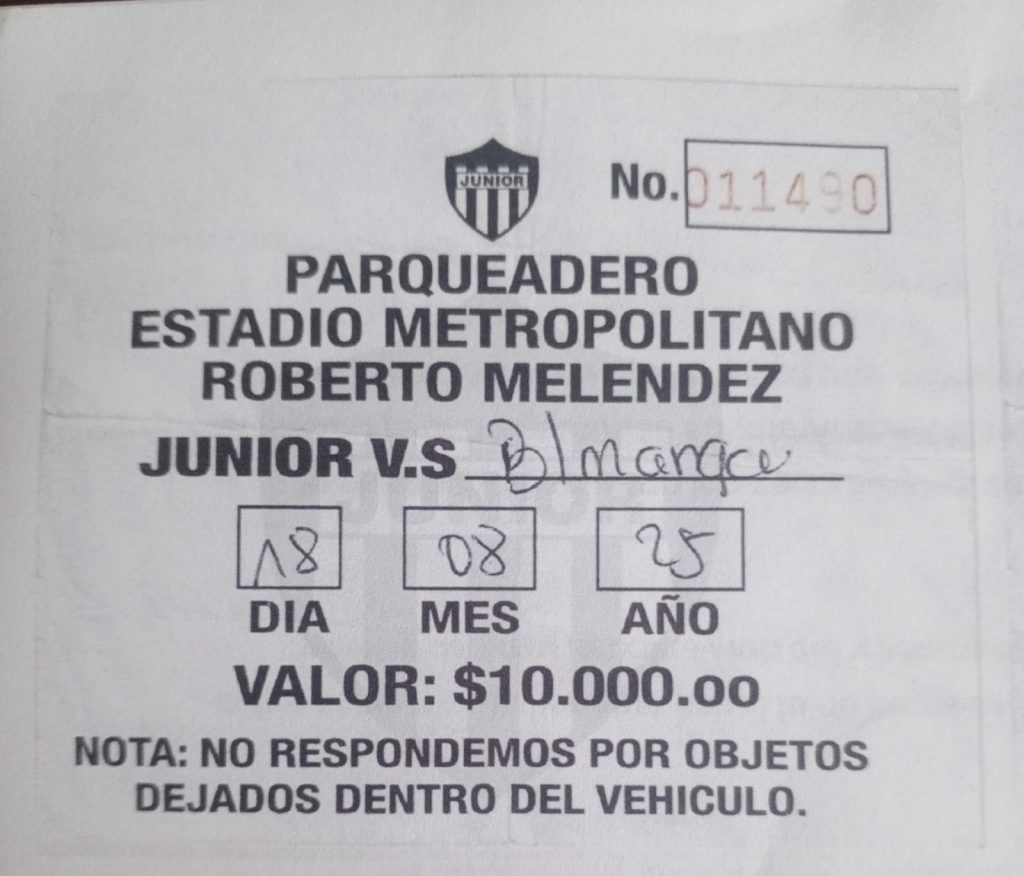 JUNIOR
No. 011490
PARQUEADERO
ESTADIO METROPOLITANO
ROBERTO MELENDEZ
JUNIOR V.S B/manga
18 08 25
DIA MES AÑO
VALOR: $10.000.oo
NOTA: NO RESPONDEMOS POR OBJETOS
DEJADOS DENTRO DEL VEHICULO.